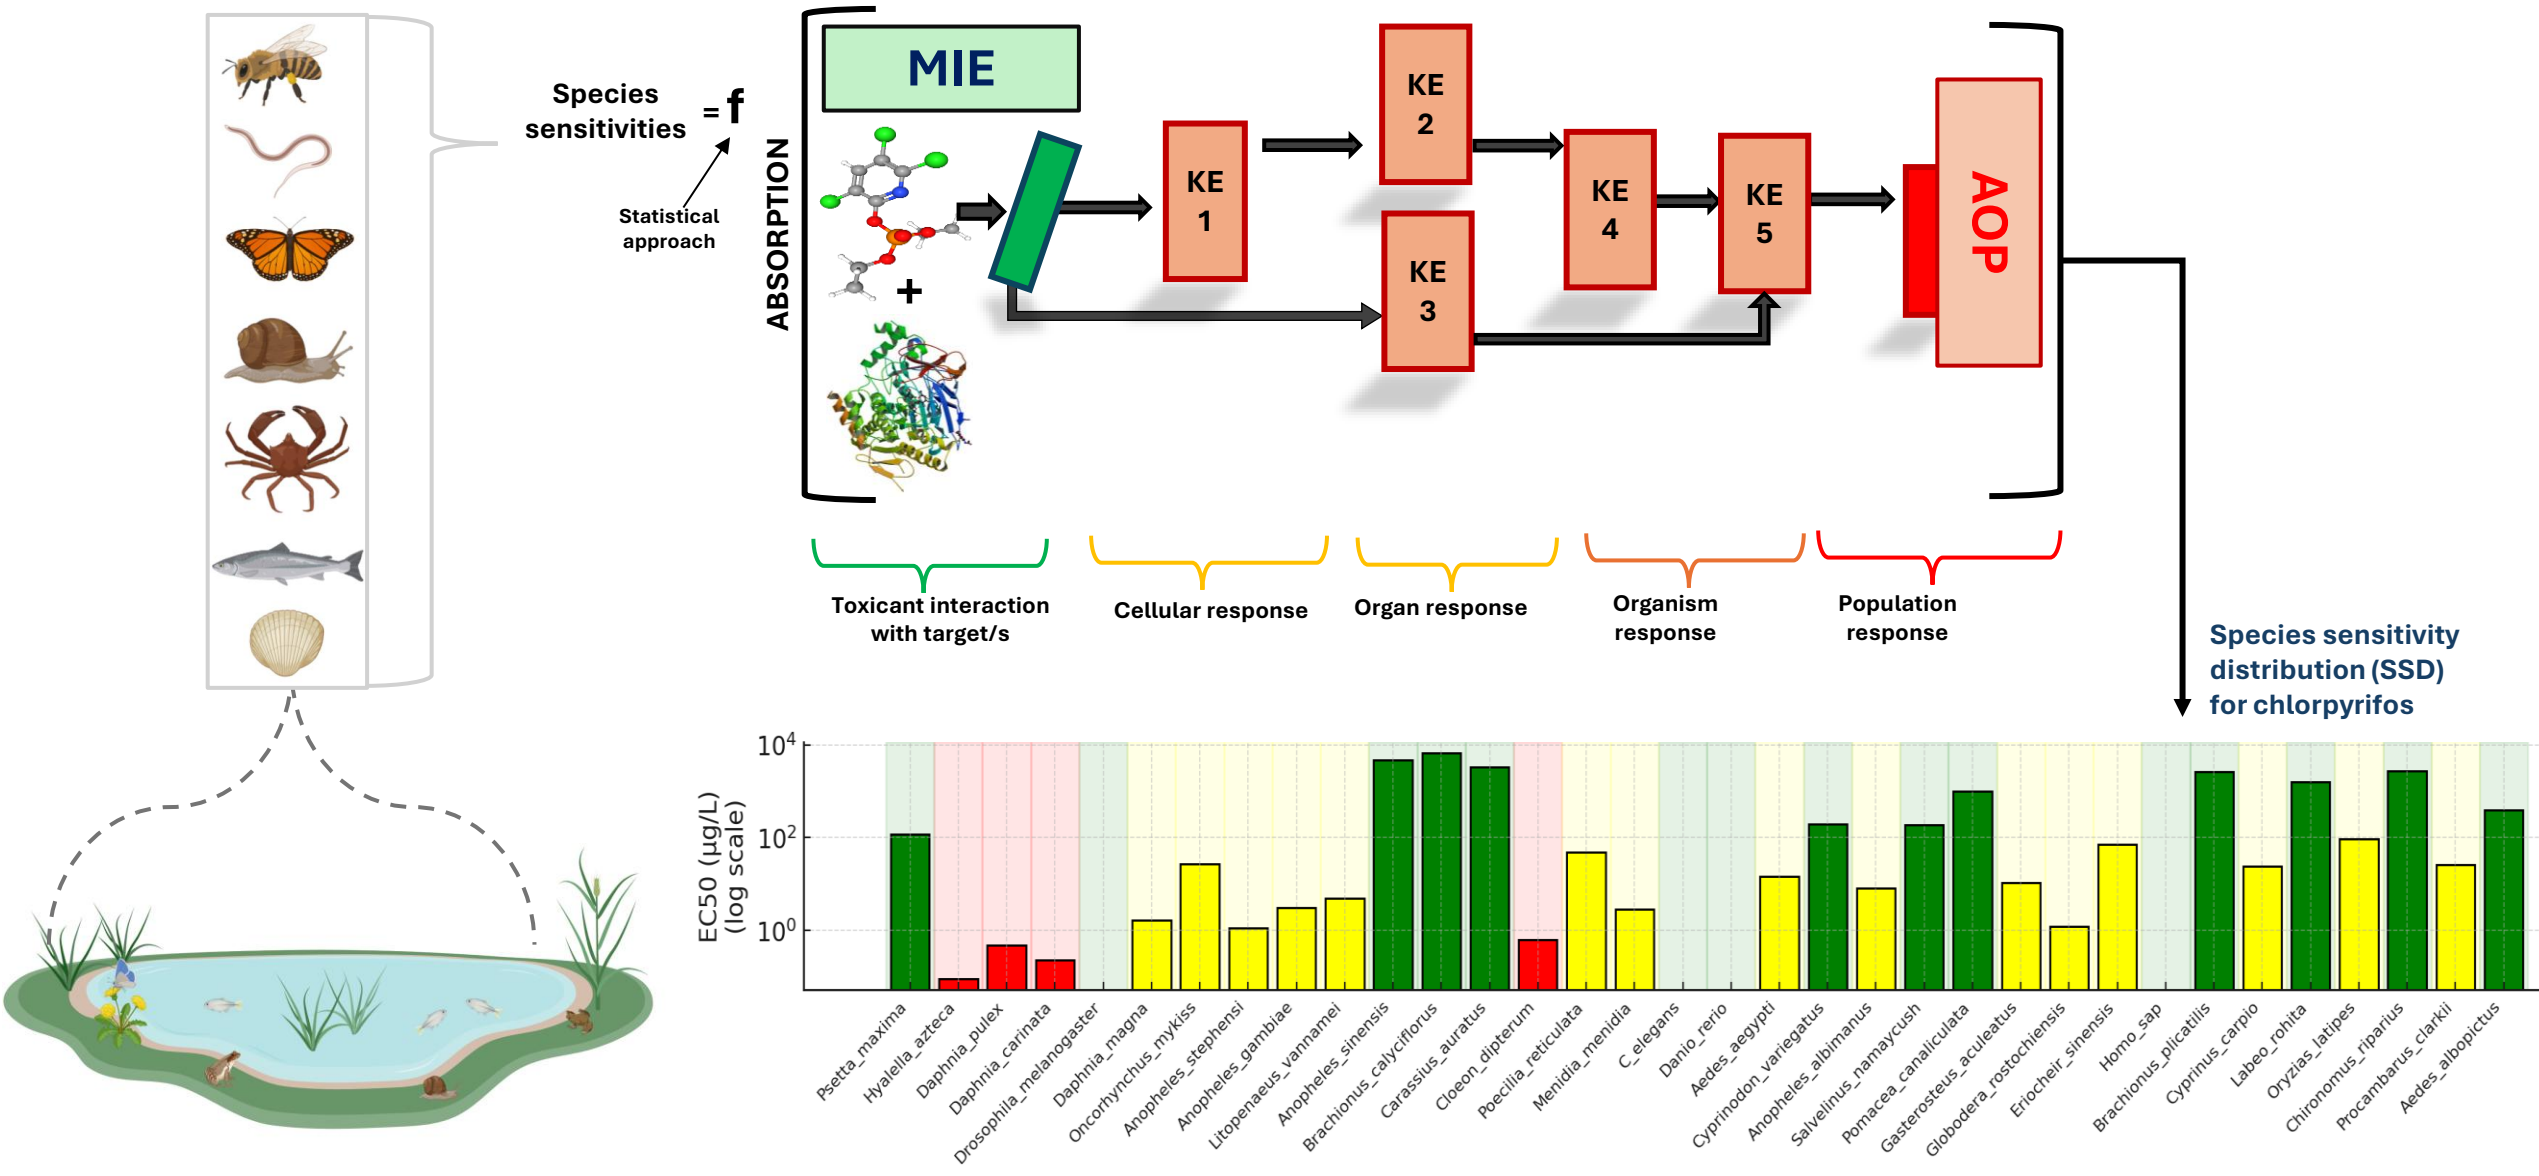 Species
sensitivities
= f
Statistical
approach
ABSORPTION
MIE
+
KE
1
KE
2
KE
3
KE
4
KE
5
AOP
Toxicant interaction
with target/s
Cellular response
Organ response
Organism
response
Population
response
Species sensitivity
distribution (SSD)
for chlorpyrifos
EC50 (µg/L)
(log scale)
10⁴
10²
10⁰
Psetta_maxima
Hyalella_azteca
Daphnia_pulex
Daphnia_carinata
Drosophila_melanogaster
Daphnia_magna
Oncorhynchus_mykiss
Anopheles_stephensi
Anopheles_gambiae
Litopenaeus_vannamei
Anopheles_sinensis
Brachionus_calyciflorus
Carassius_auratus
Cloeon_dipterum
Poecilia_reticulata
Menidia_menidia
C_elegans
Danio_rerio
Aedes_aegypti
Cyprinodon_variegatus
Anopheles_albimanus
Salvelinus_namaycush
Pomacea_canaliculata
Gasterosteus_aculeatus
Globodera_rostochiensis
Eriocheir_sinensis
Homo_sap
Brachionus_plicatilis
Cyprinus_carpio
Labeo_rohita
Oryzias_latipes
Chironomus_riparius
Procambarus_clarkii
Aedes_albopictus